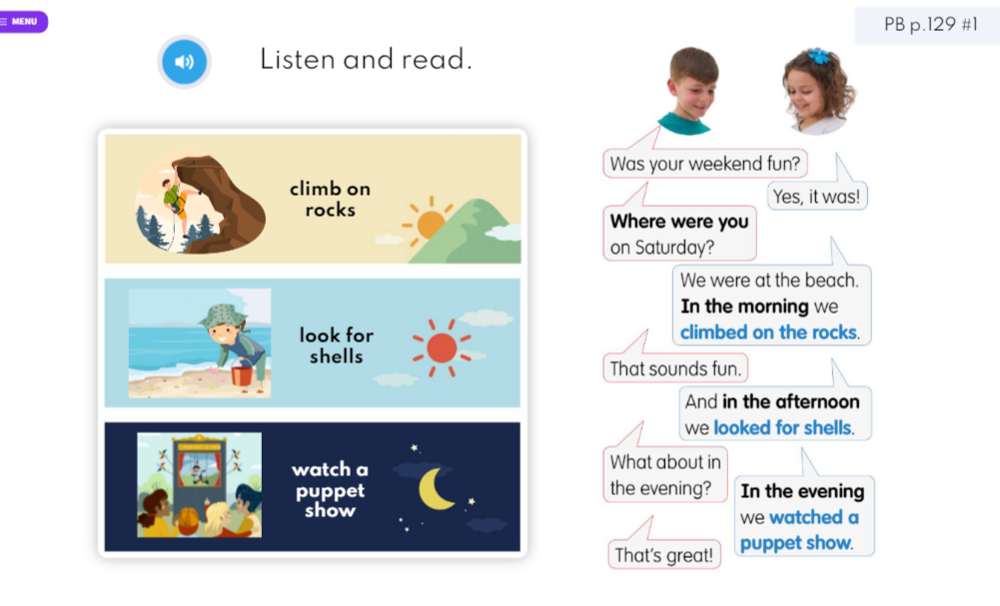 MENU
PB p.129 #1
Listen and read.
climb on
rocks
look for
shells
watch a
puppet
show
Was your weekend fun?
Yes, it was!
Where were you
on Saturday?
We were at the beach.
In the morning we
climbed on the rocks.
That sounds fun.
And in the afternoon
we looked for shells.
What about in
the evening?
In the evening
we watched a
puppet show.
That's great!